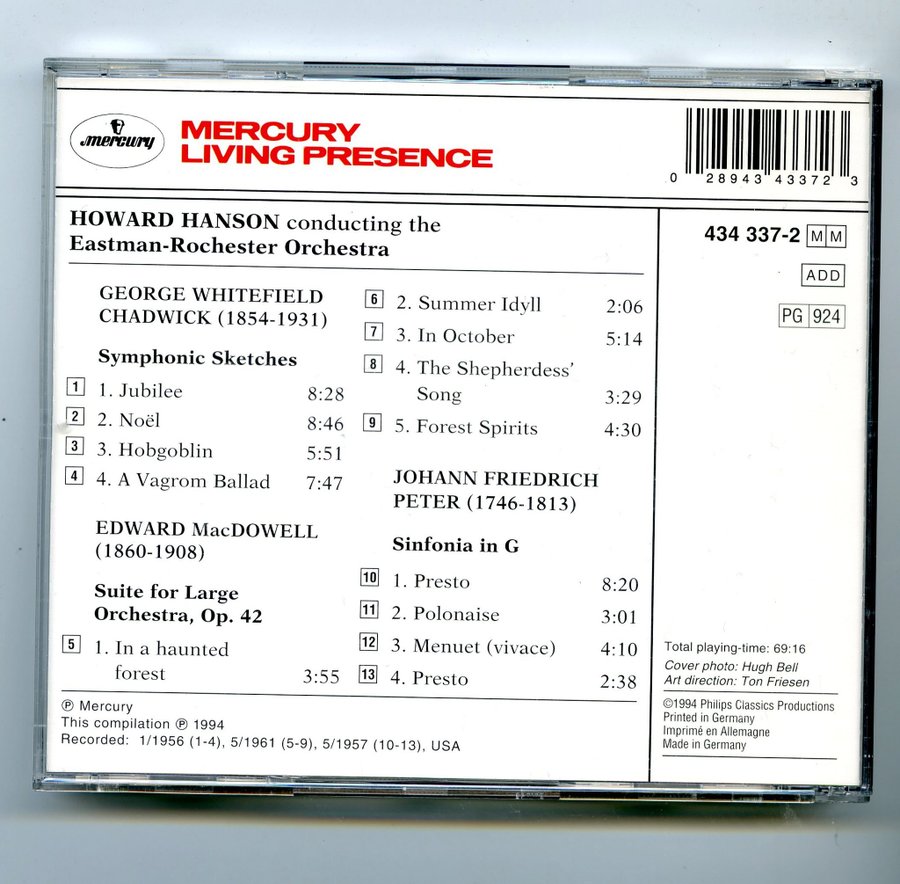 mercury
MERCURY
LIVING PRESENCE
0 28943 43372 3
HOWARD HANSON conducting the
Eastman-Rochester Orchestra
434 337-2 M M
ADD
PG 924
GEORGE WHITEFIELD
CHADWICK (1854-1931)
Symphonic Sketches
1 1. Jubilee 8:28
2 2. Noël 8:46
3 3. Hobgoblin 5:51
4 4. A Vagrom Ballad 7:47
EDWARD MacDOWELL
(1860-1908)
Suite for Large
Orchestra, Op. 42
5 1. In a haunted
forest 3:55
6 2. Summer Idyll 2:06
7 3. In October 5:14
8 4. The Shepherdess'
Song 3:29
9 5. Forest Spirits 4:30
JOHANN FRIEDRICH
PETER (1746-1813)
Sinfonia in G
10 1. Presto 8:20
11 2. Polonaise 3:01
12 3. Menuet (vivace) 4:10
13 4. Presto 2:38
℗ Mercury
This compilation ℗ 1994
Recorded: 1/1956 (1-4), 5/1961 (5-9), 5/1957 (10-13), USA
Total playing-time: 69:16
Cover photo: Hugh Bell
Art direction: Ton Friesen
©1994 Philips Classics Productions
Printed in Germany
Imprimé en Allemagne
Made in Germany